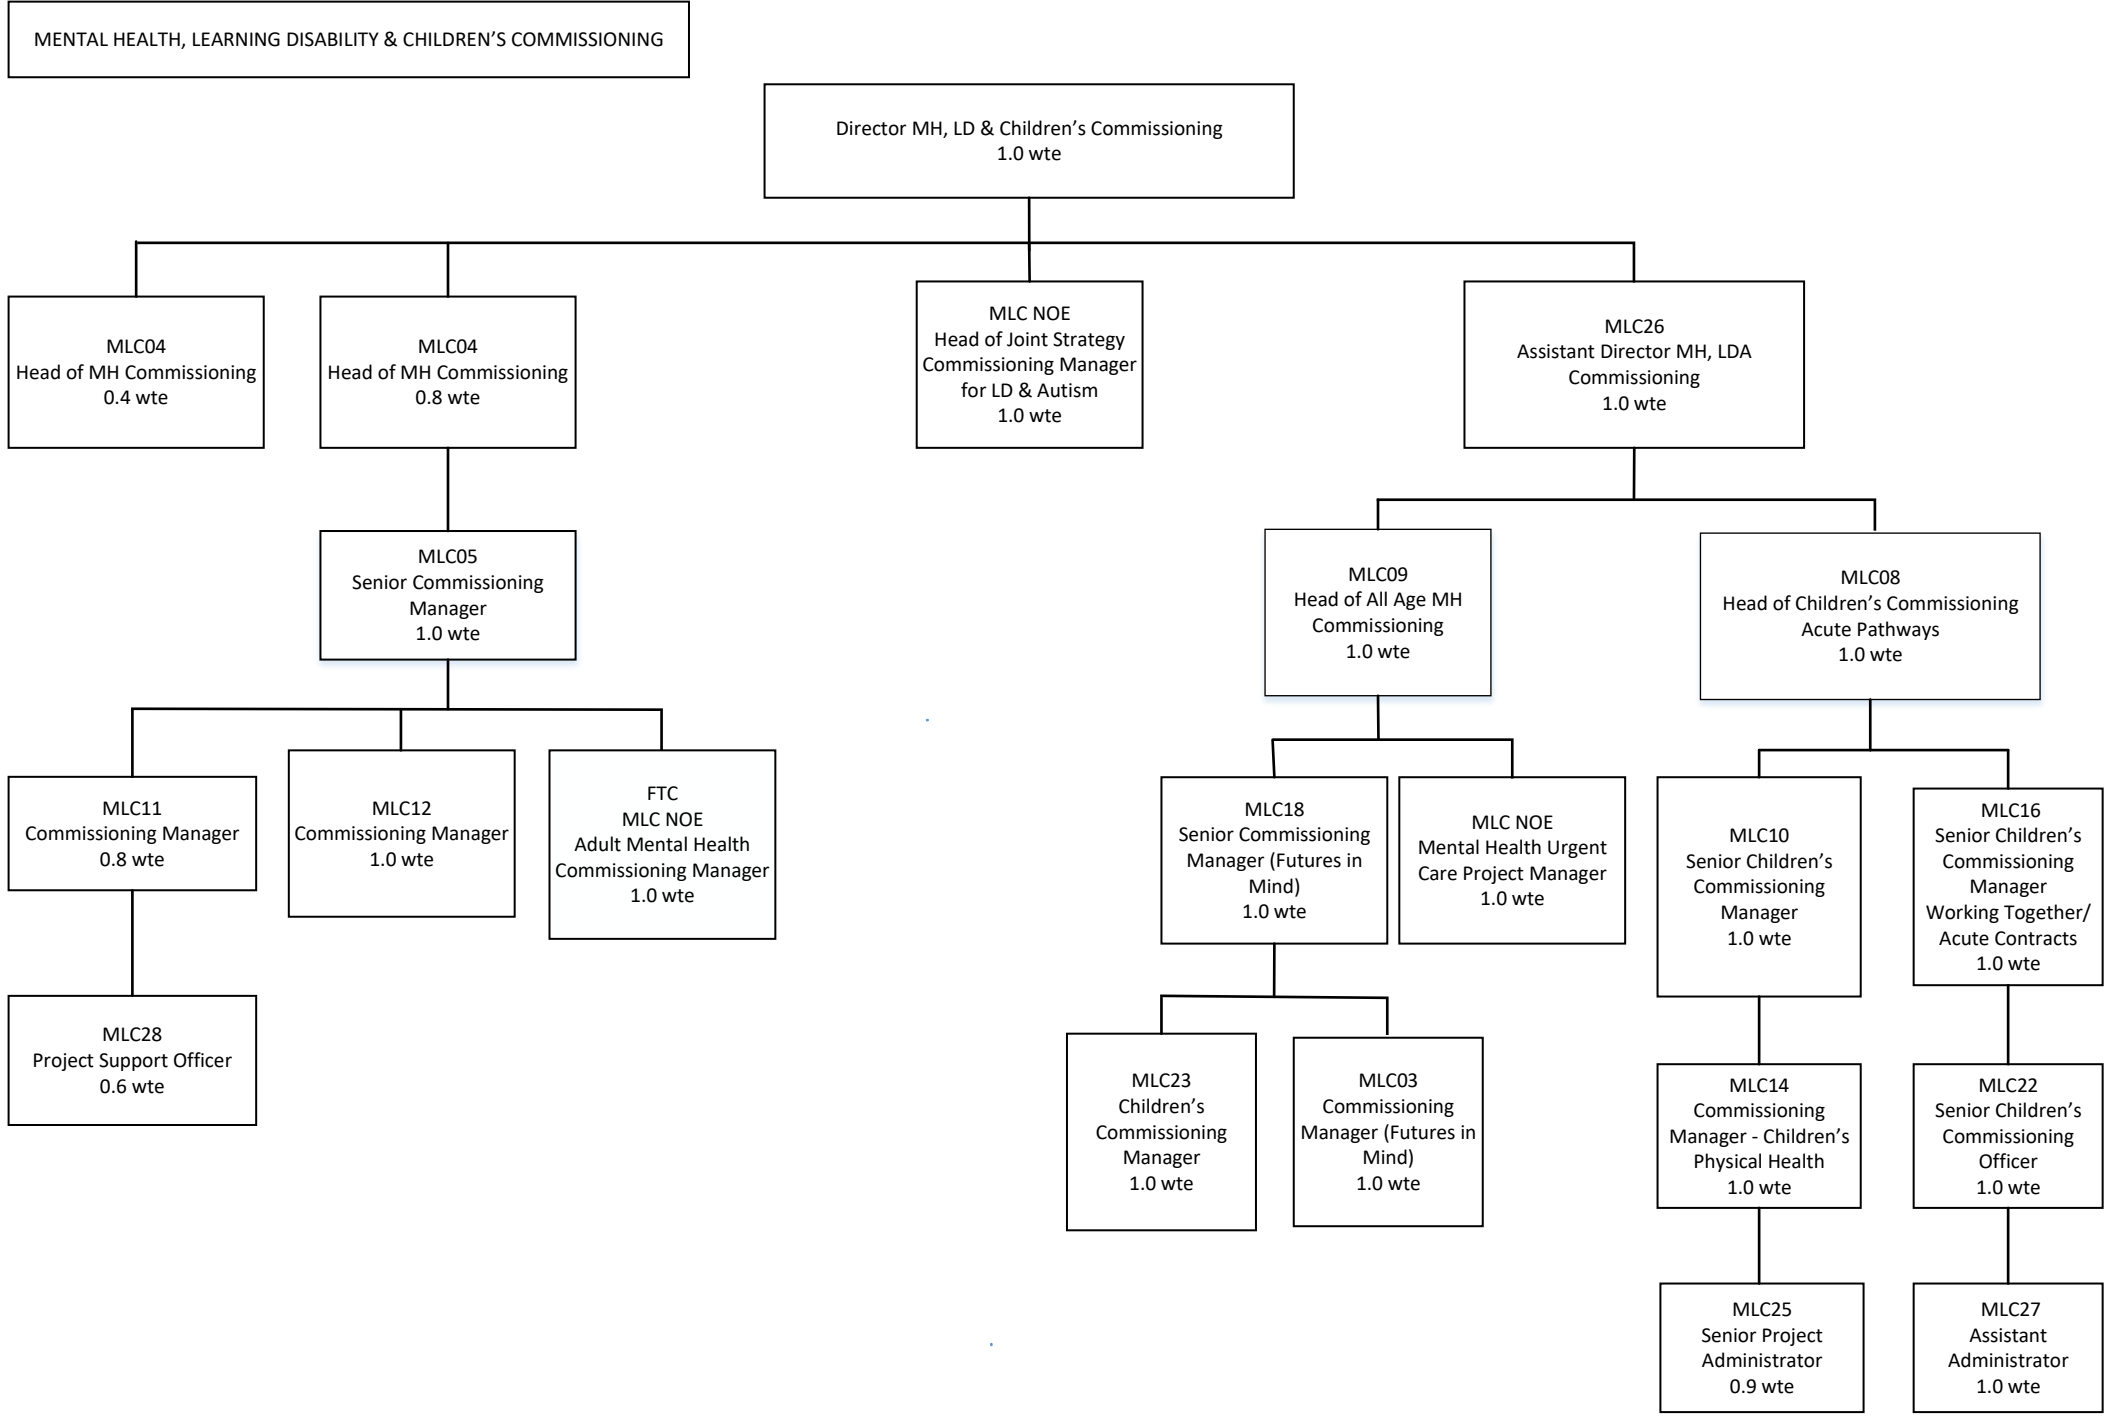 MENTAL HEALTH, LEARNING DISABILITY & CHILDREN’S COMMISSIONING
Director MH, LD & Children’s Commissioning
1.0 wte
MLC04
Head of MH Commissioning
0.4 wte
MLC04
Head of MH Commissioning
0.8 wte
MLC NOE
Head of Joint Strategy
Commissioning Manager
for LD & Autism
1.0 wte
MLC26
Assistant Director MH, LDA
Commissioning
1.0 wte
MLC05
Senior Commissioning
Manager
1.0 wte
MLC09
Head of All Age MH
Commissioning
1.0 wte
MLC08
Head of Children’s Commissioning
Acute Pathways
1.0 wte
MLC11
Commissioning Manager
0.8 wte
MLC12
Commissioning Manager
1.0 wte
FTC
MLC NOE
Adult Mental Health
Commissioning Manager
1.0 wte
MLC18
Senior Commissioning
Manager (Futures in
Mind)
1.0 wte
MLC NOE
Mental Health Urgent
Care Project Manager
1.0 wte
MLC10
Senior Children’s
Commissioning
Manager
1.0 wte
MLC16
Senior Children’s
Commissioning
Manager
Working Together/
Acute Contracts
1.0 wte
MLC28
Project Support Officer
0.6 wte
MLC23
Children’s
Commissioning
Manager
1.0 wte
MLC03
Commissioning
Manager (Futures in
Mind)
1.0 wte
MLC14
Commissioning
Manager - Children’s
Physical Health
1.0 wte
MLC22
Senior Children’s
Commissioning
Officer
1.0 wte
MLC25
Senior Project
Administrator
0.9 wte
MLC27
Assistant
Administrator
1.0 wte